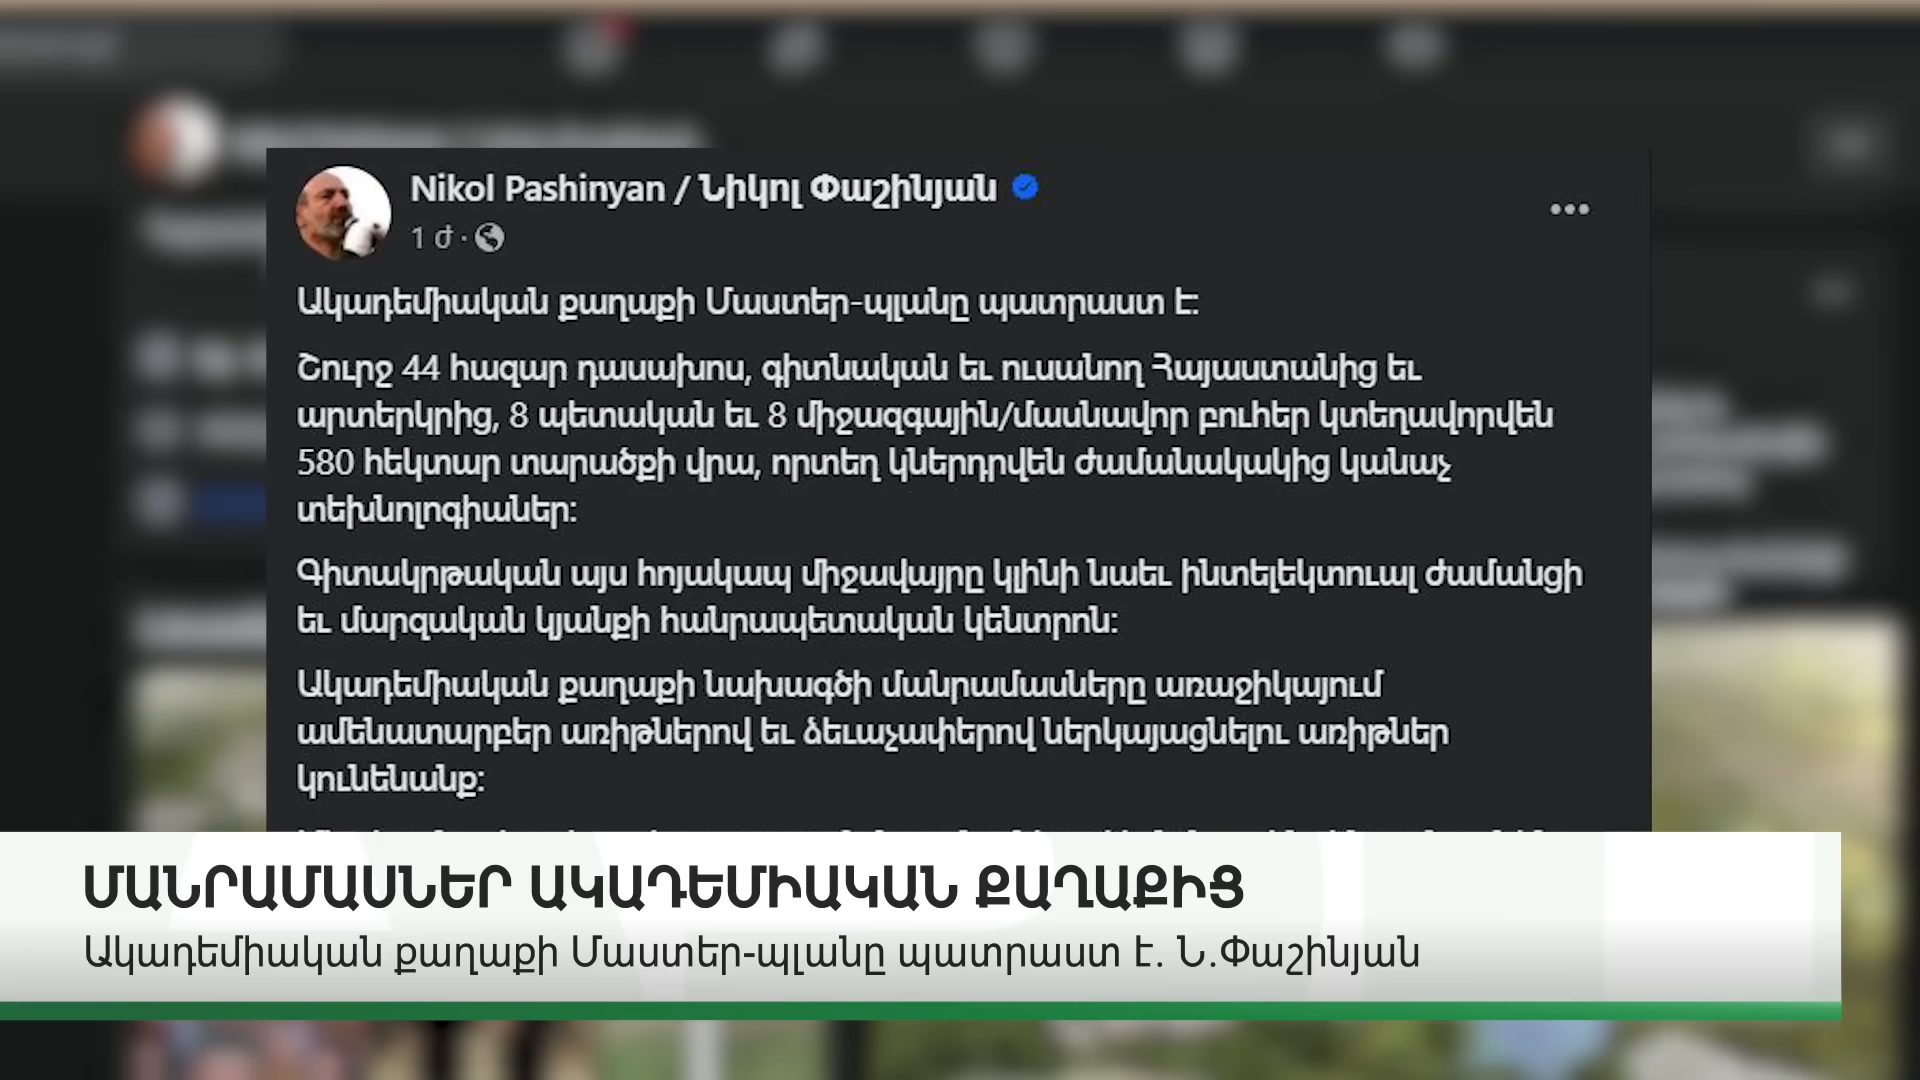 Nikol Pashinyan / Նիկոլ Փաշինյան
1 ժ ·
Ակադեմիական քաղաքի Մաստեր-պլանը պատրաստ է:
Շուրջ 44 հազար դասախոս, գիտնական եւ ուսանող Հայաստանից եւ
արտերկրից, 8 պետական եւ 8 միջազգային/մասնավոր բուհեր կտեղավորվեն
580 հեկտար տարածքի վրա, որտեղ կներդրվեն ժամանակակից կանաչ
տեխնոլոգիաներ:
Գիտակրթական այս հոյակապ միջավայրը կլինի նաեւ ինտելեկտուալ ժամանցի
եւ մարզական կյանքի հանրապետական կենտրոն:
Ակադեմիական քաղաքի նախագծի մանրամասները առաջիկայում
ամենատարբեր առիթներով եւ ձեւաչափերով ներկայացնելու առիթներ
կունենանք:
ՄԱՆՐԱՄԱՍՆԵՐ ԱԿԱԴԵՄԻԱԿԱՆ ՔԱՂԱՔԻՑ
Ակադեմիական քաղաքի Մաստեր-պլանը պատրաստ է. Ն.Փաշինյան